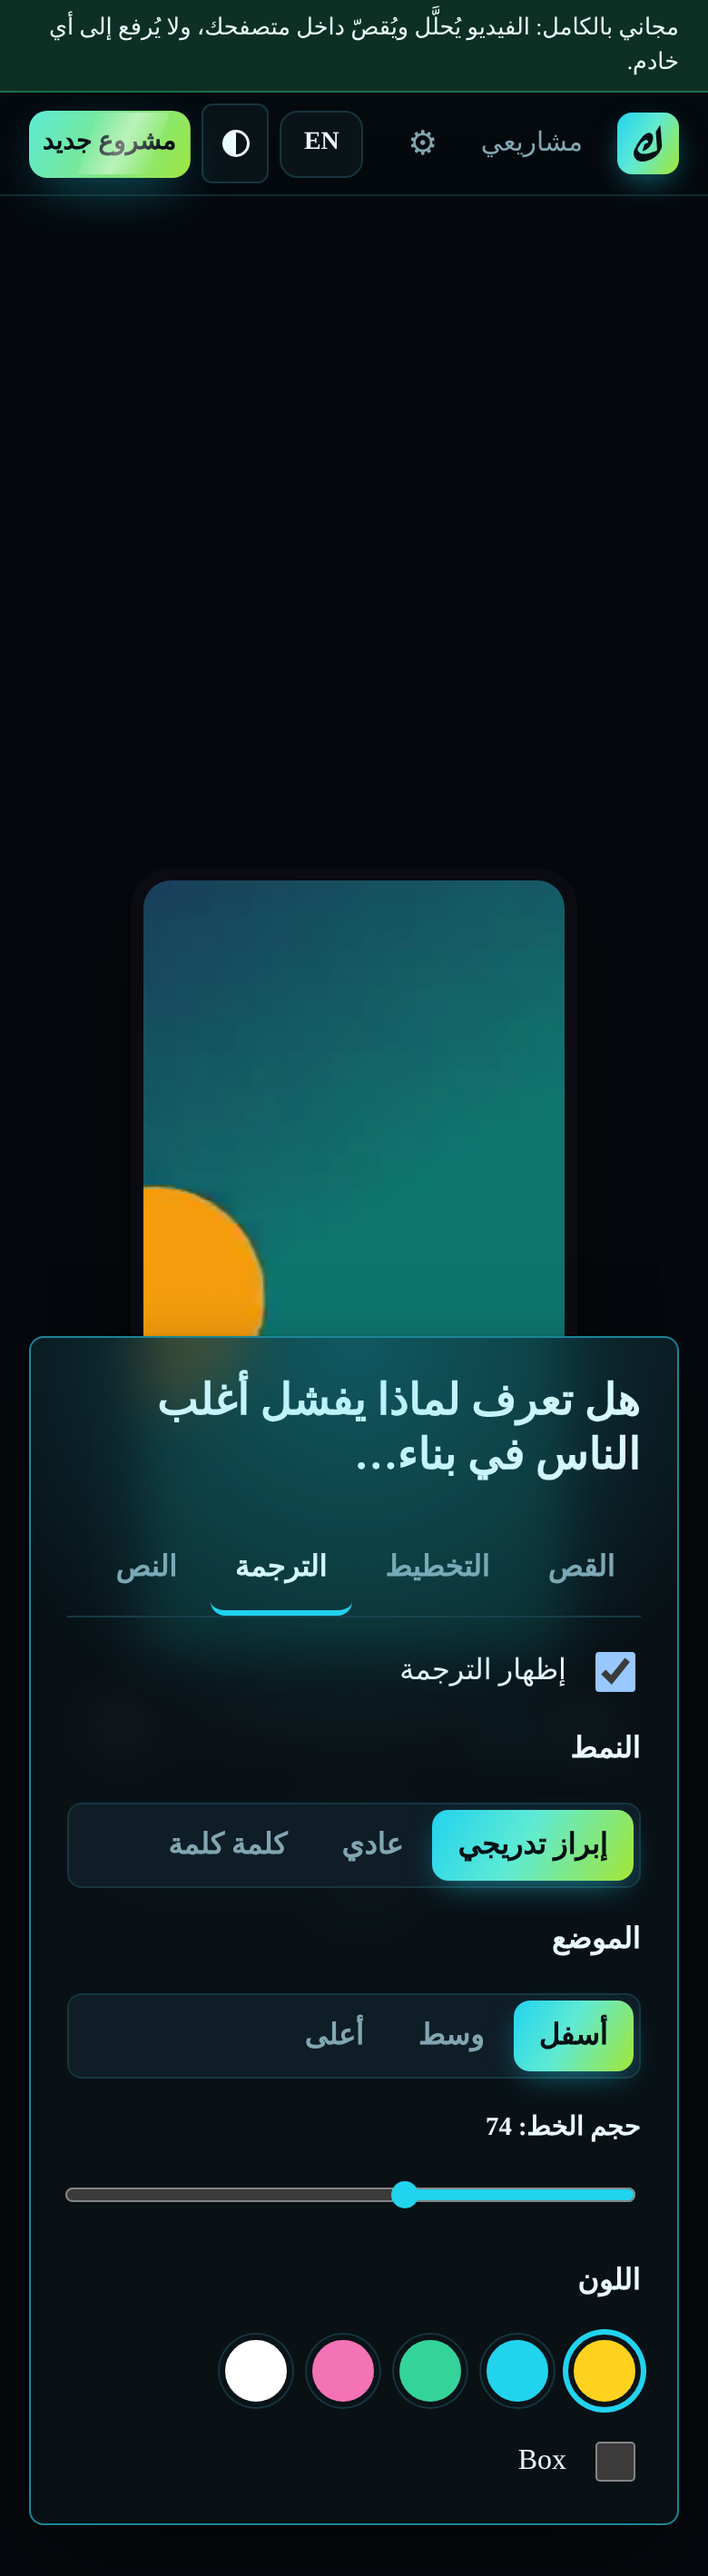 مجاني بالكامل: الفيديو يُحلَّل ويُقصّ داخل متصفحك، ولا يُرفع إلى أي
خادم.
ك
مشاريعي
EN
مشروع جديد
هل تعرف لماذا يفشل أغلب
الناس في بناء...
القص
التخطيط
الترجمة
النص
إظهار الترجمة
النمط
إبراز تدريجي
عادي
كلمة كلمة
الموضع
أسفل
وسط
أعلى
حجم الخط: 74
اللون
Box